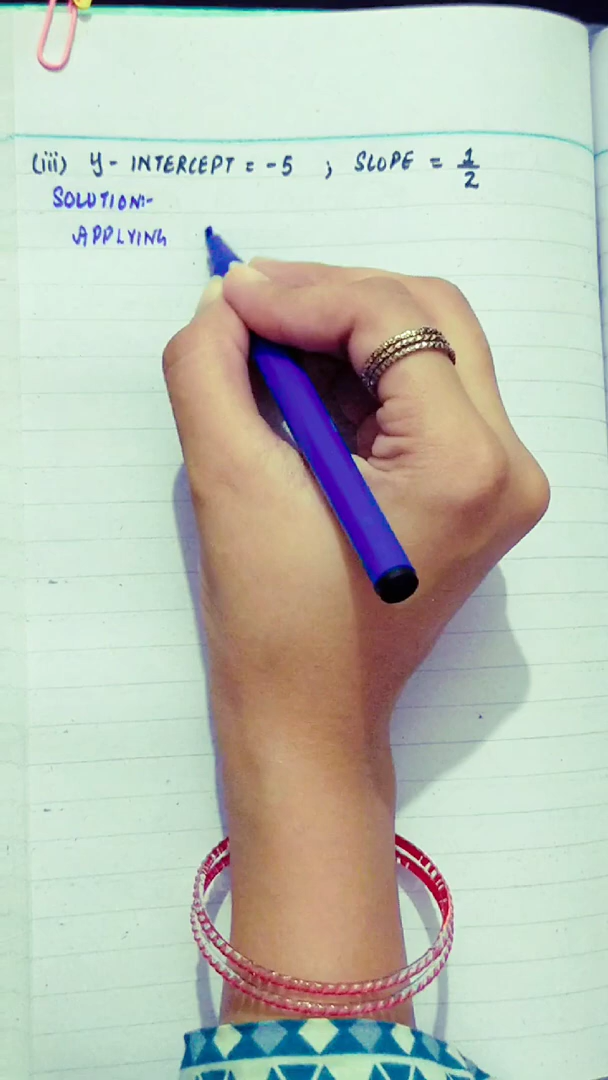 (iii) Y - INTERCEPT = -5 ; SLOPE = 1/2
SOLUTION:-
APPLYING